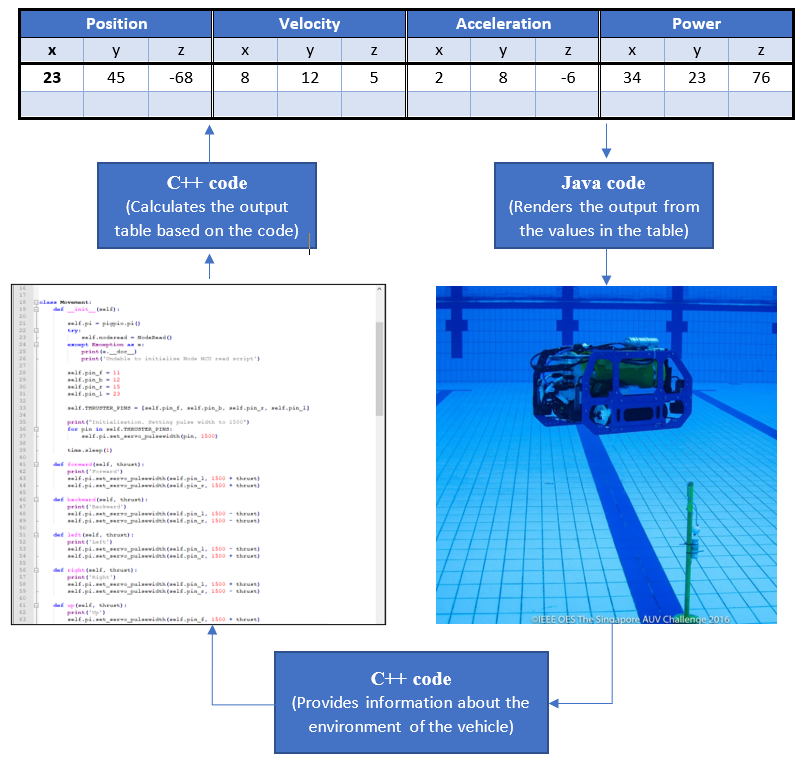 Position Velocity Acceleration Power
x y z x y z x y z x y z
23 45 -68 8 12 5 2 8 -6 34 23 76
C++ code
(Calculates the output
table based on the code)
Java code
(Renders the output from
the values in the table)
16
17
18 class Movement:
19 def __init__(self):
20
21 self.pi = pigpio.pi()
22 try:
23 self.noderead = NodeRead()
24 except Exception as e:
25 print(e.__doc__)
26 print('Undable to initialise Node MCU read script')
27
28 self.pin_f = 11
29 self.pin_b = 12
30 self.pin_r = 15
31 self.pin_l = 23
32
33 self.THRUSTER_PINS = [self.pin_f, self.pin_b, self.pin_r, self.pin_l]
34
35 print("Initialisation. Setting pulse width to 1500")
36 for pin in self.THRUSTER_PINS:
37 self.pi.set_servo_pulsewidth(pin, 1500)
38
39 time.sleep(1)
40
41 def forward(self, thrust):
42 print('Forward')
43 self.pi.set_servo_pulsewidth(self.pin_l, 1500 + thrust)
44 self.pi.set_servo_pulsewidth(self.pin_r, 1500 + thrust)
45
46 def backward(self, thrust):
47 print('Backward')
48 self.pi.set_servo_pulsewidth(self.pin_l, 1500 - thrust)
49 self.pi.set_servo_pulsewidth(self.pin_r, 1500 - thrust)
50
51 def left(self, thrust):
52 print('Left')
53 self.pi.set_servo_pulsewidth(self.pin_l, 1500 - thrust)
54 self.pi.set_servo_pulsewidth(self.pin_r, 1500 + thrust)
55
56 def right(self, thrust):
57 print('Right')
58 self.pi.set_servo_pulsewidth(self.pin_l, 1500 + thrust)
59 self.pi.set_servo_pulsewidth(self.pin_r, 1500 - thrust)
60
61 def up(self, thrust):
62 print('Up')
63 self.pi.set_servo_pulsewidth(self.pin_f, 1500 + thrust)
©IEEE OES The Singapore AUV Challenge 2016
C++ code
(Provides information about the
environment of the vehicle)